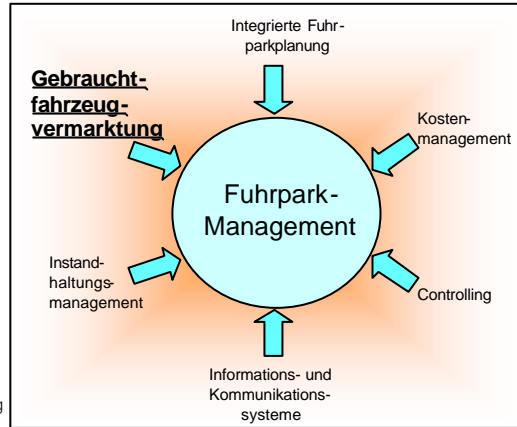 Integrierte Fuhr-
parkplanung
Gebraucht-
fahrzeug-
vermarktung
Kosten-
management
Fuhrpark-
Management
Instand-
haltungs-
management
Controlling
Informations- und
Kommunikations-
systeme
g